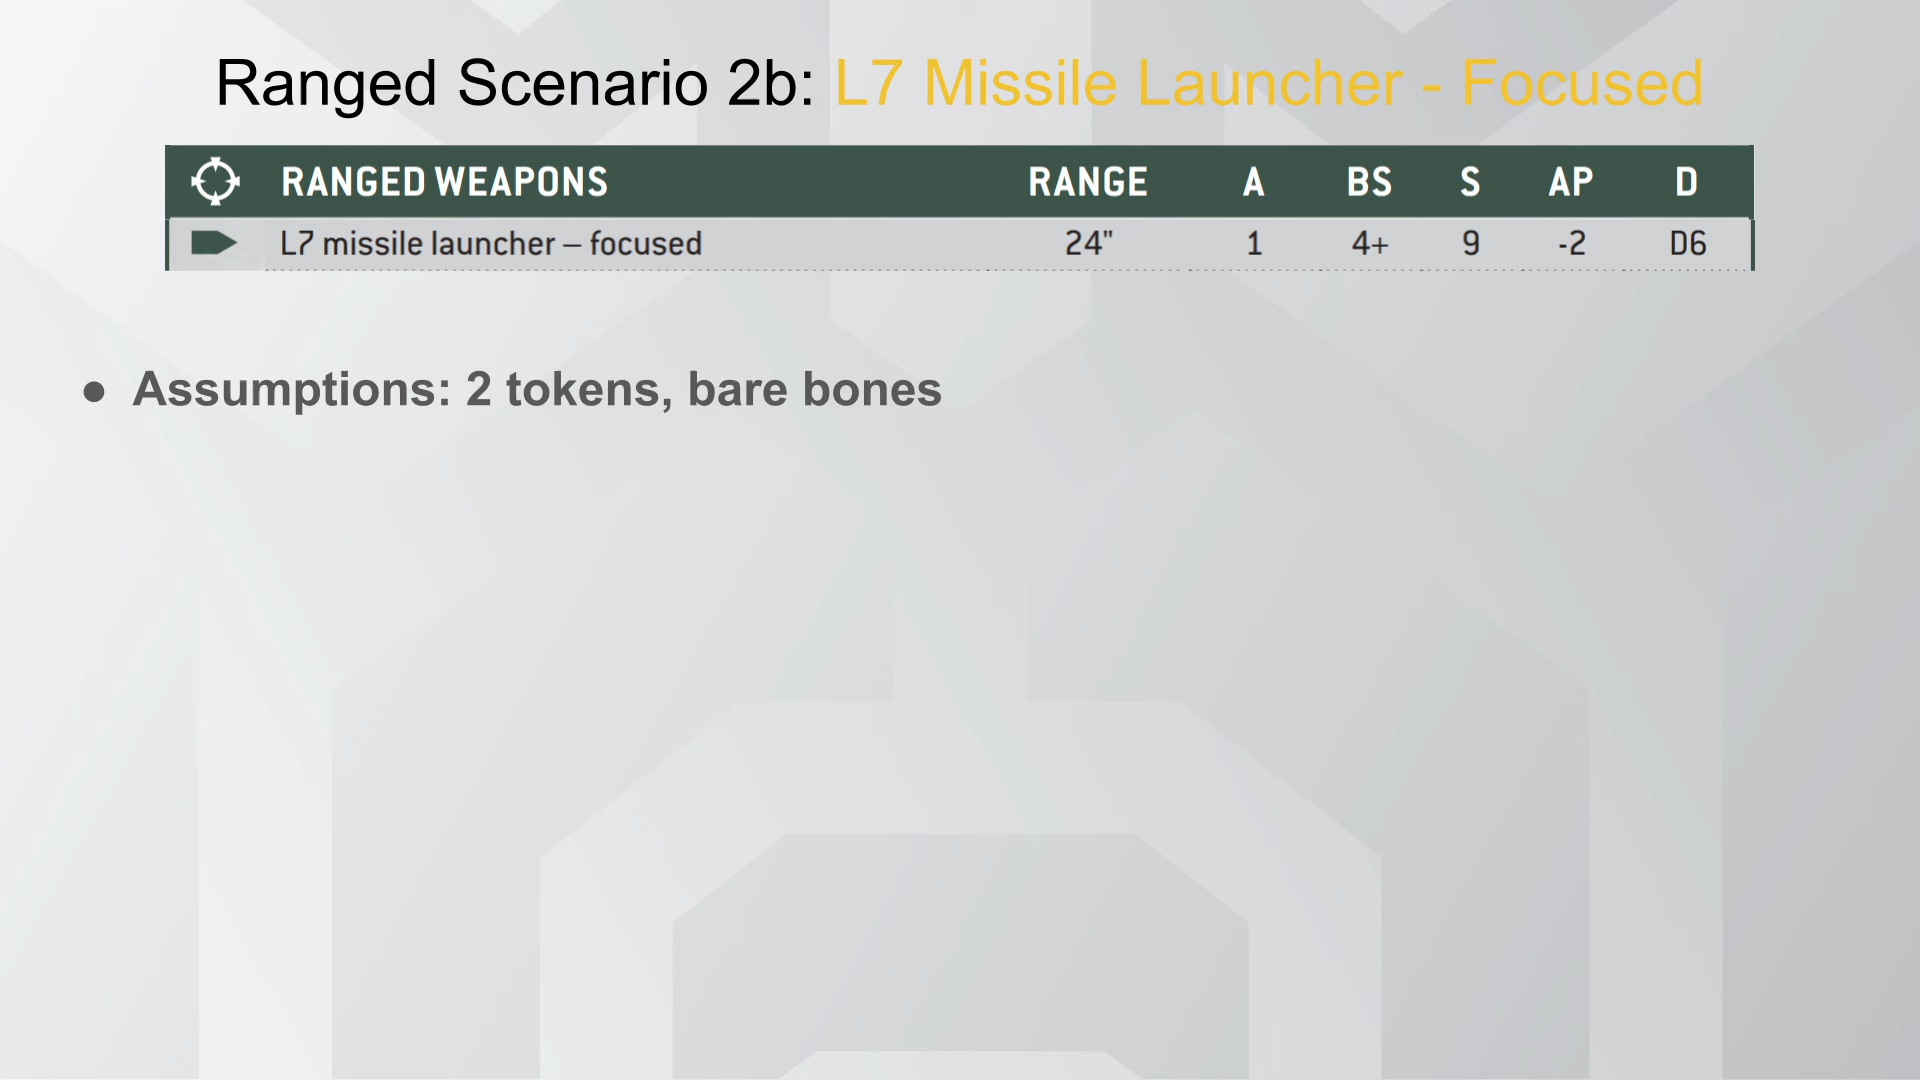 Ranged Scenario 2b: L7 Missile Launcher - Focused
RANGED WEAPONS RANGE A BS S AP D
L7 missile launcher – focused 24" 1 4+ 9 -2 D6
● Assumptions: 2 tokens, bare bones